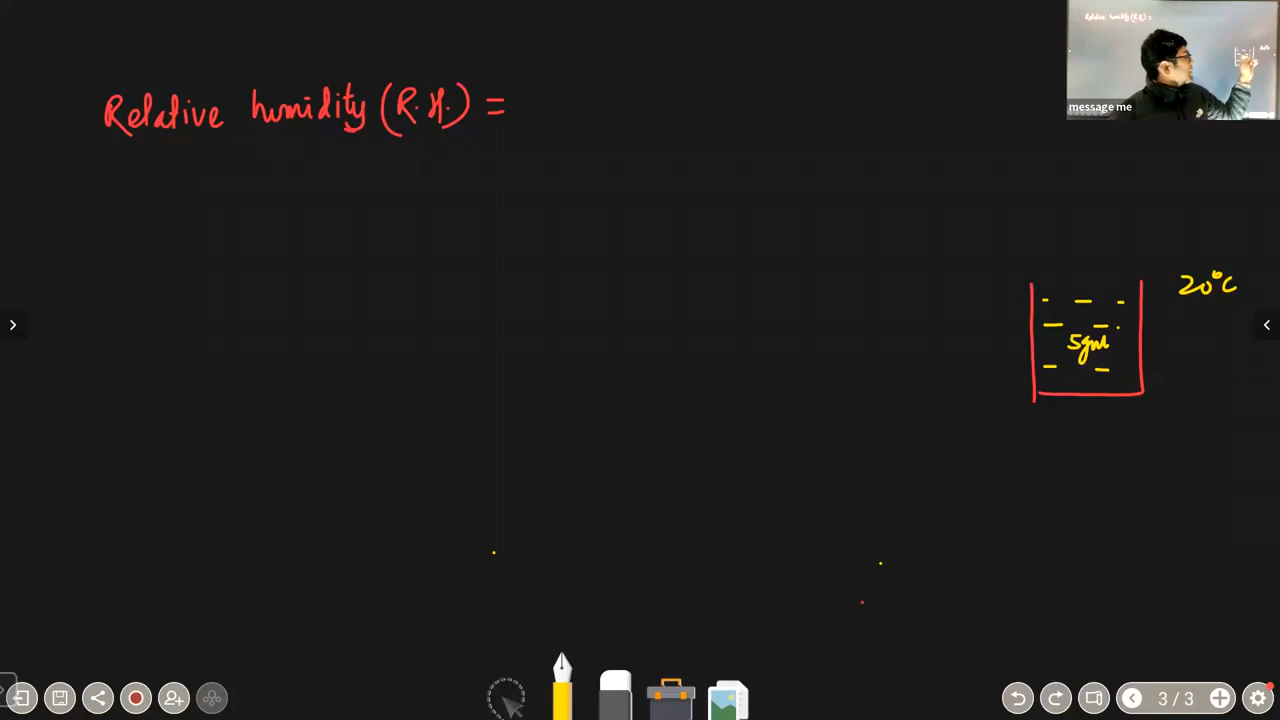 Relative humidity (R.H.) =
message me
20°C
5gm
3 / 3